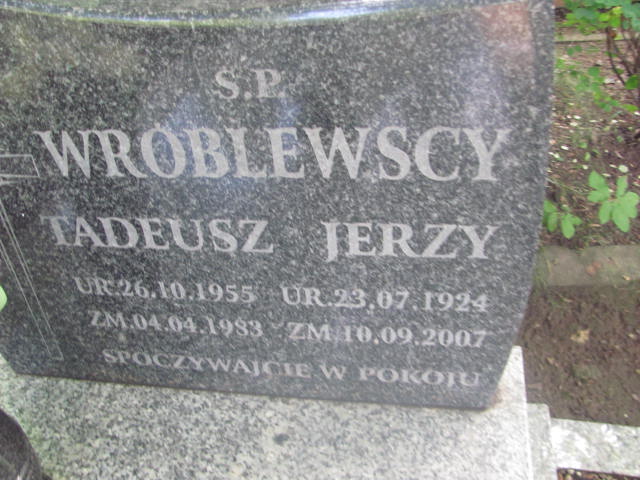 S.P.
WROBLEWSCY
TADEUSZ JERZY
UR.26.10.1955 UR.23.07.1924
ZM.04.04.1983 ZM.10.09.2007
SPOCZYWAJCIE W POKOJU